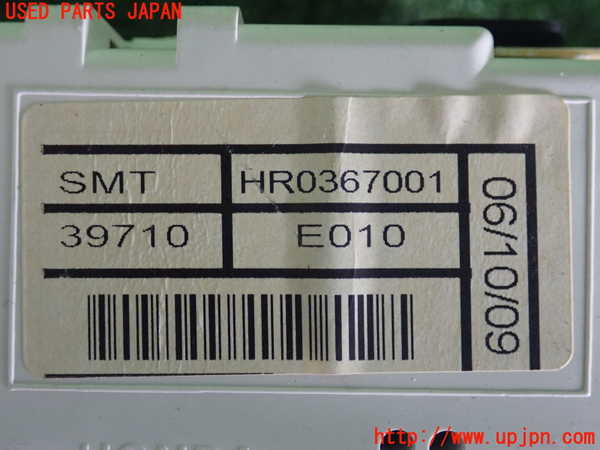 USED PARTS JAPAN
SMT HR0367001
39710 E010
06/10/09
http://www.upjpn.com/